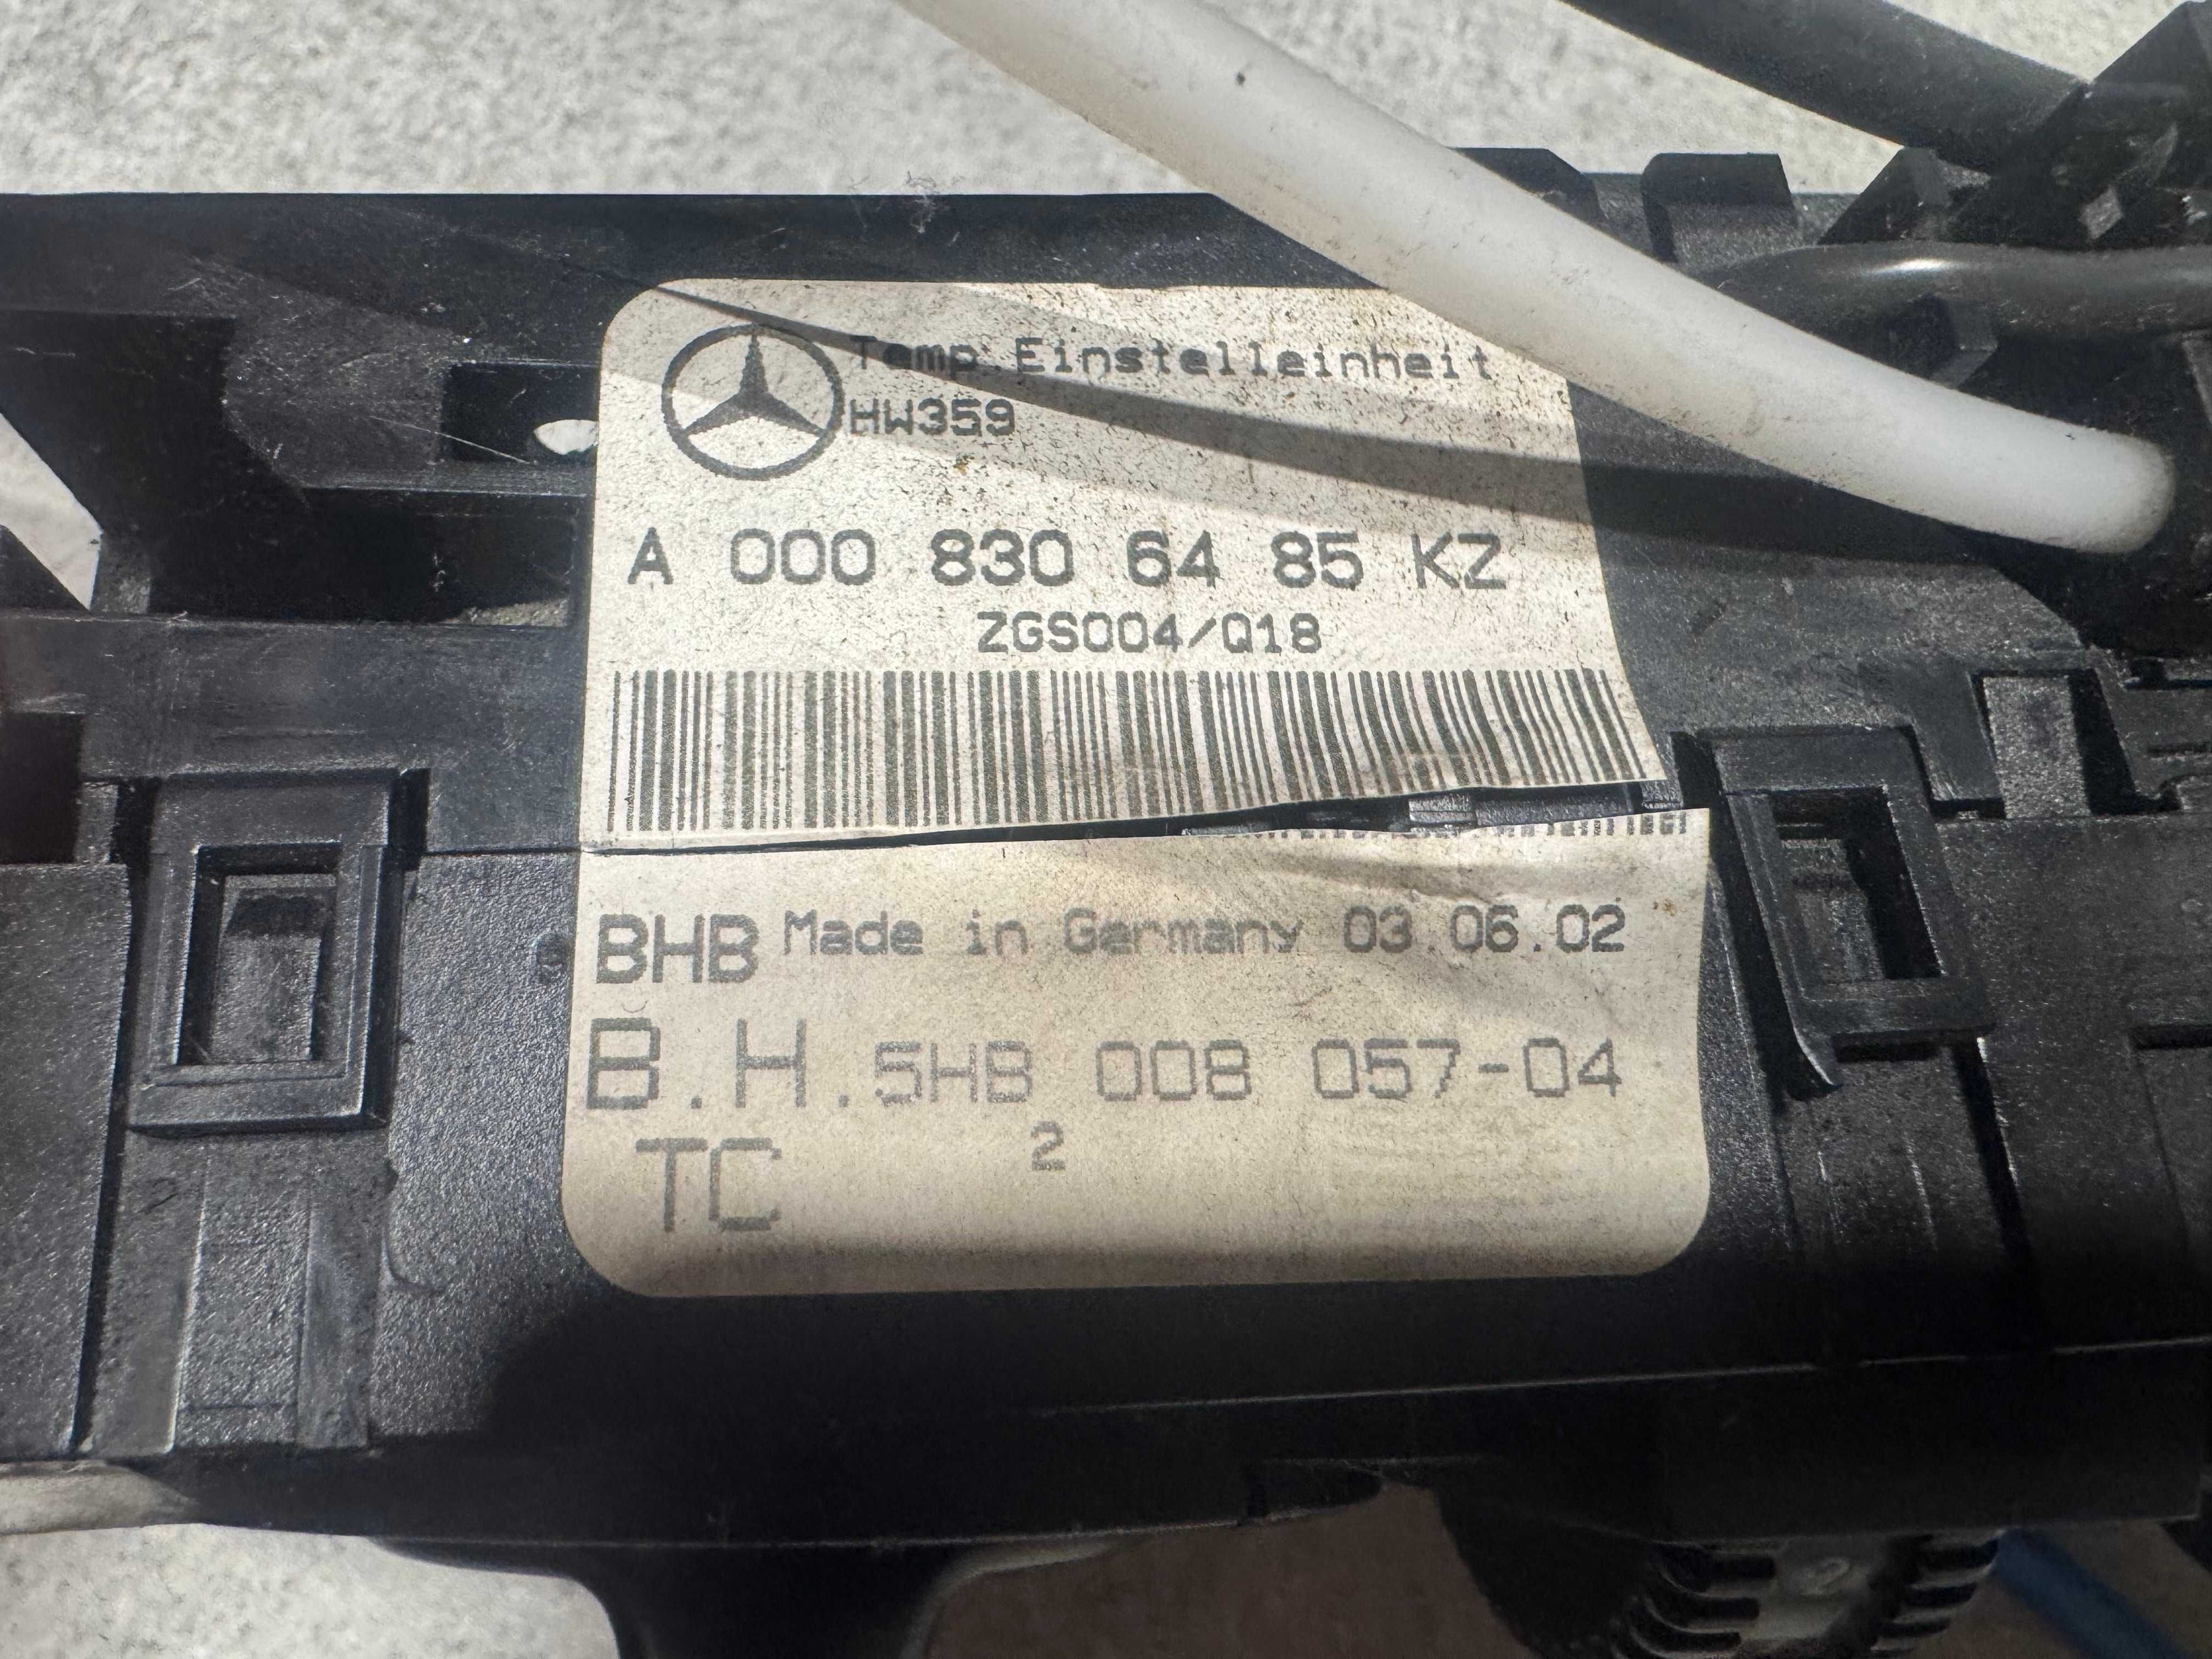 Temp.Einstelleinheit
HW359
A 000 830 64 85 KZ
ZGS004/Q18
BHB Made in Germany 03.06.02
B.H.5HB 008 057-04
TC 2
2